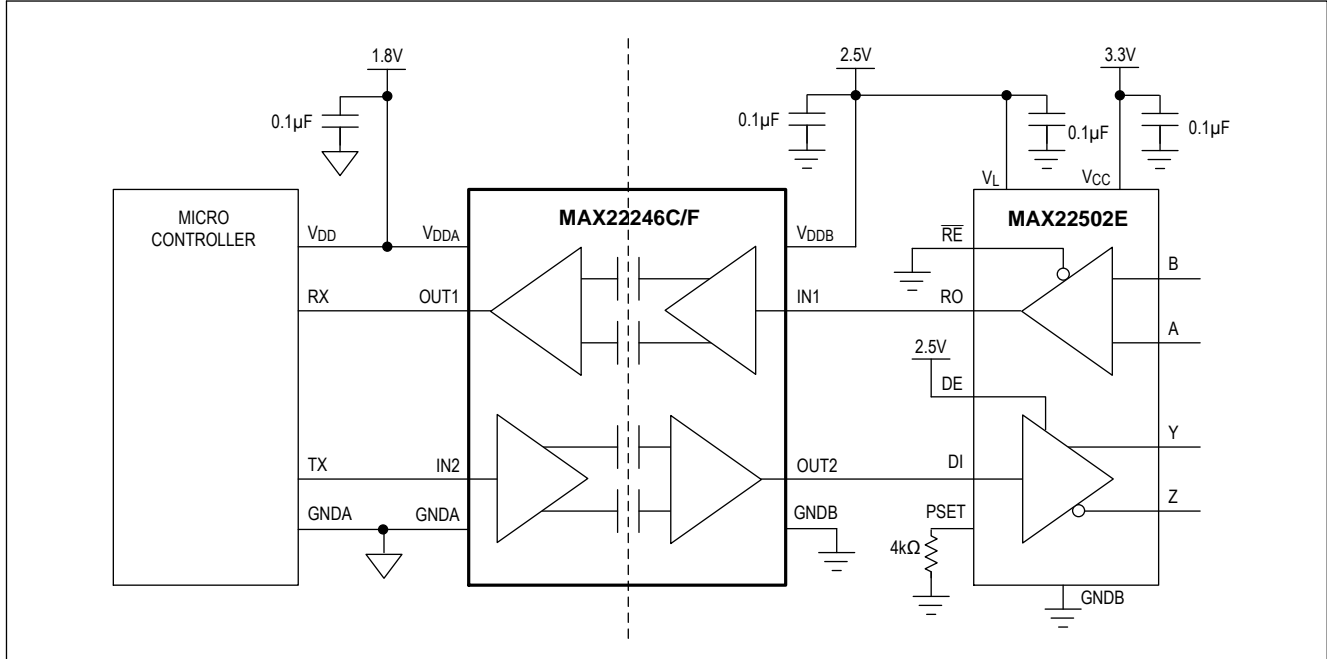 1.8V
2.5V
3.3V
0.1µF
0.1µF
0.1µF
0.1µF
VL
VCC
MICRO
CONTROLLER
MAX22246C/F
MAX22502E
VDD
VDDA
VDDB
RE
B
RX
OUT1
IN1
RO
A
2.5V
DE
Y
TX
IN2
OUT2
DI
Z
GNDA
GNDA
GNDB
PSET
4kΩ
GNDB